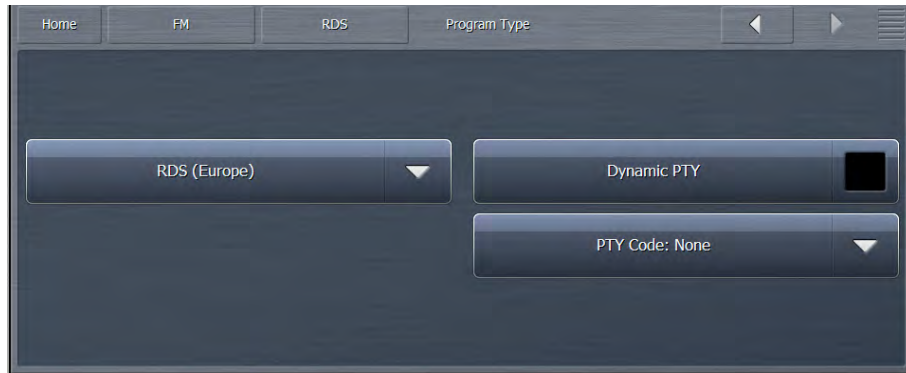 Home FM RDS Program Type
RDS (Europe)
Dynamic PTY
PTY Code: None